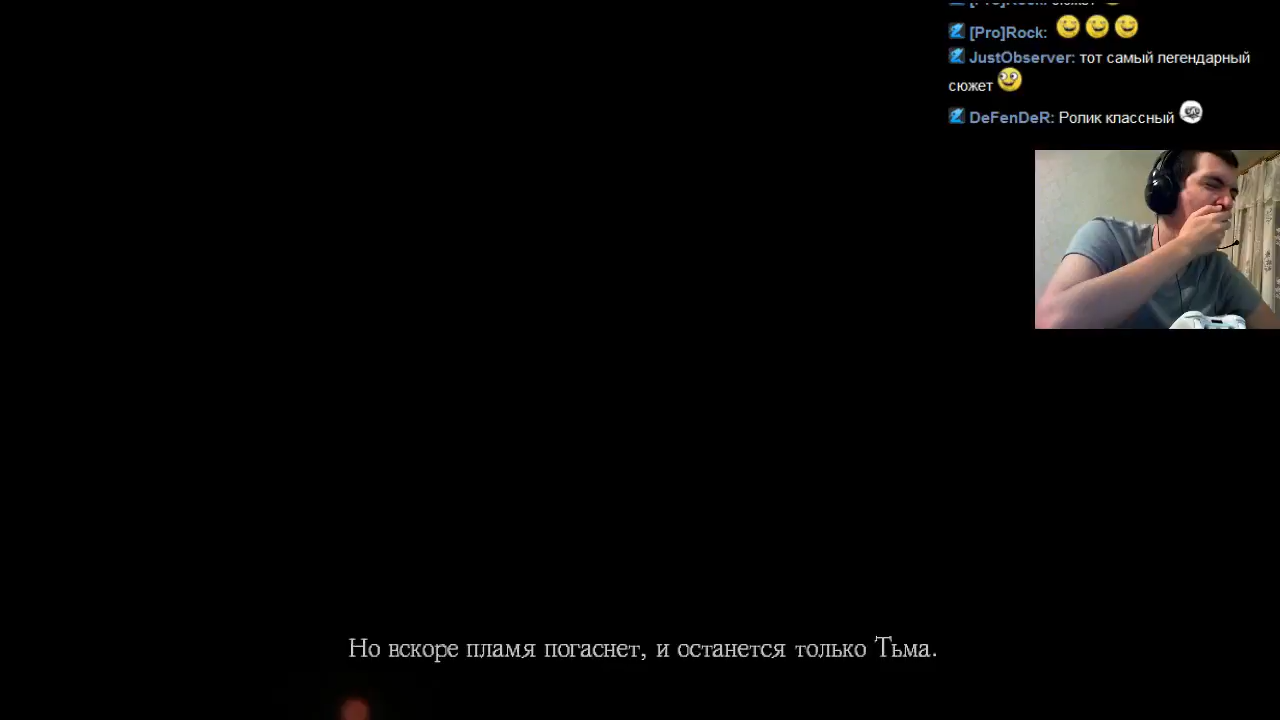 [Pro]Rock:
JustObserver: тот самый легендарный
сюжет
DeFenDeR: Ролик классный
Но вскоре пламя погаснет, и останется только Тьма.